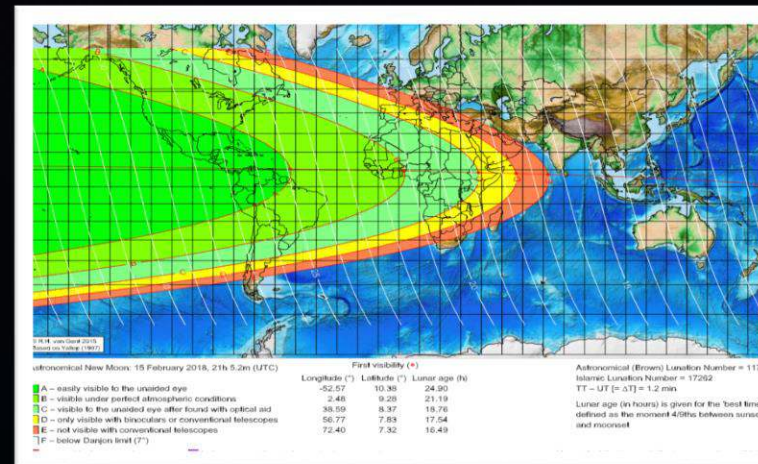 © R.H. van Gent 2015
Based on Yallop (1997)
Astronomical New Moon: 15 February 2018, 21h 5.2m (UTC)
First visibility (*)
Longitude (°) Latitude (°) Lunar age (h)
A – easily visible to the unaided eye -52.57 10.38 24.90
B – visible under perfect atmospheric conditions 2.48 9.28 21.19
C – visible to the unaided eye after found with optical aid 38.59 8.37 18.76
D – only visible with binoculars or conventional telescopes 56.77 7.83 17.54
E – not visible with conventional telescopes 72.40 7.32 16.49
F – below Danjon limit (7°)
Astronomical (Brown) Lunation Number = 11
Islamic Lunation Number = 17262
TT – UT [= ΔT] = 1.2 min
Lunar age (in hours) is given for the 'best time
defined as the moment 4/9ths between sunse
and moonset